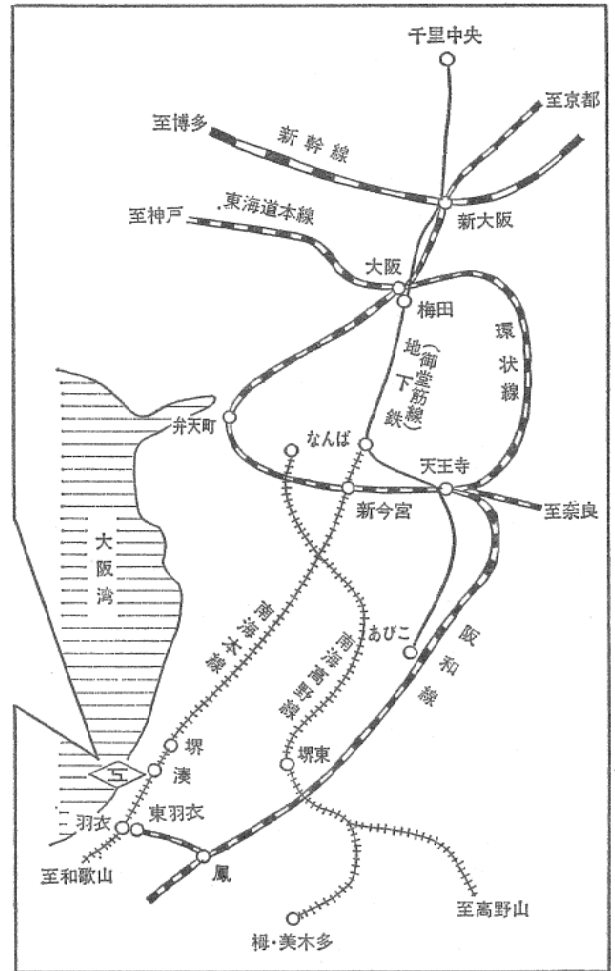 千里中央
至京都
至博多
新幹線
新大阪
至神戸
東海道本線
大阪
梅田
環状線
地下鉄
(御堂筋線)
弁天町
なんば
天王寺
新今宮
至奈良
大阪湾
南海本線
南海高野線
あびこ
阪和線
堺
湊
堺東
互
羽衣
東羽衣
鳳
至和歌山
至高野山
栂・美木多